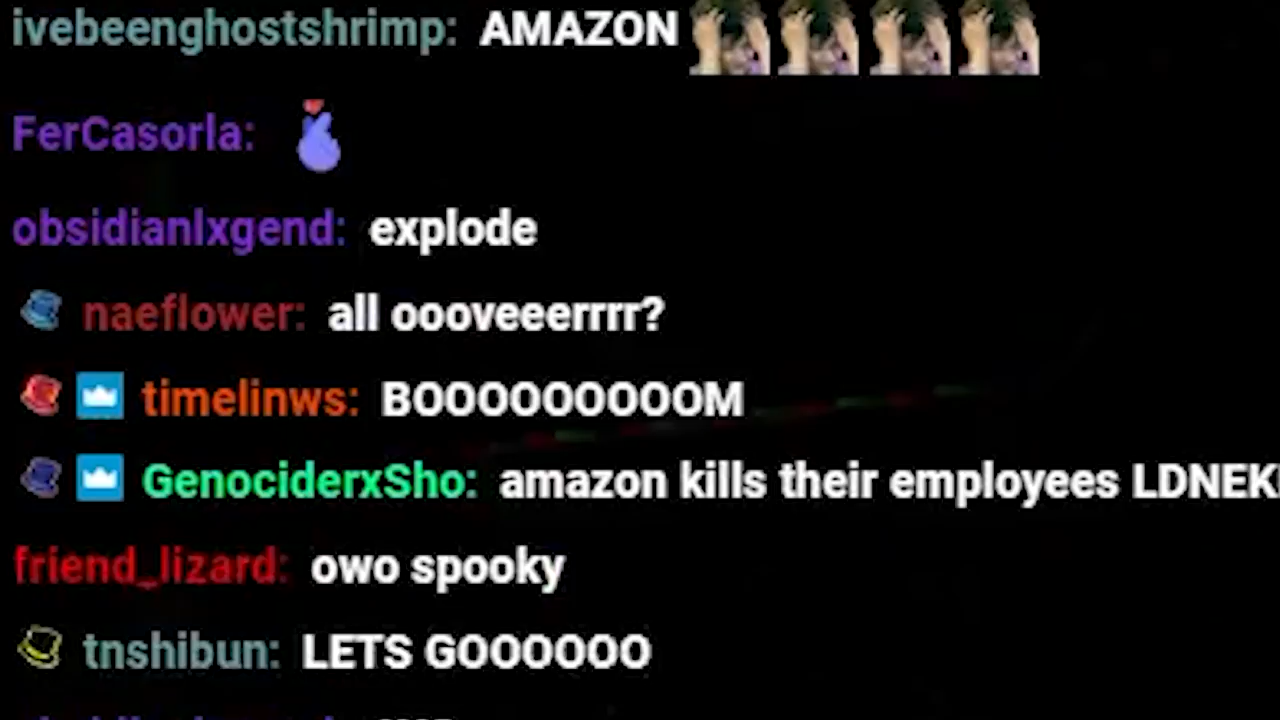 ivebeenghostshrimp: AMAZON
FerCasorla:
obsidianlxgend: explode
naeflower: all oooveeerrrr?
timelinws: BOOOOOOOOOM
GenociderxSho: amazon kills their employees LDNEK
friend_lizard: owo spooky
tnshibun: LETS GOOOOOO